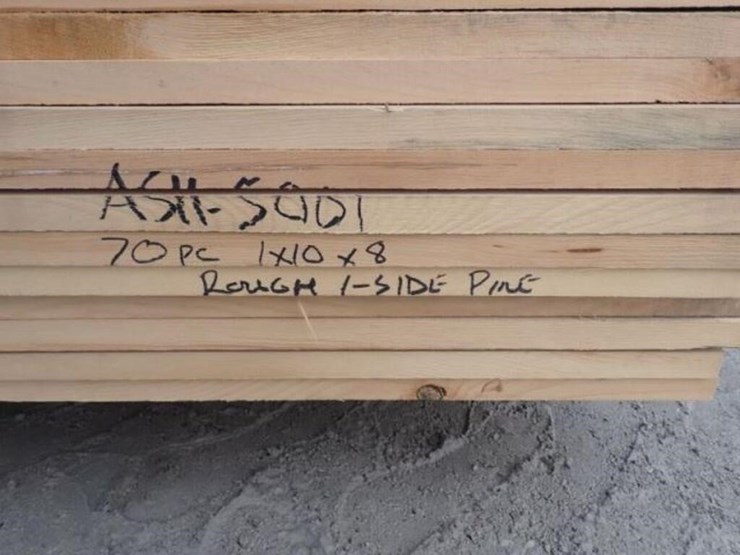 ASH-5001
70 PC 1X10 X 8
ROUGH 1-SIDE PINE